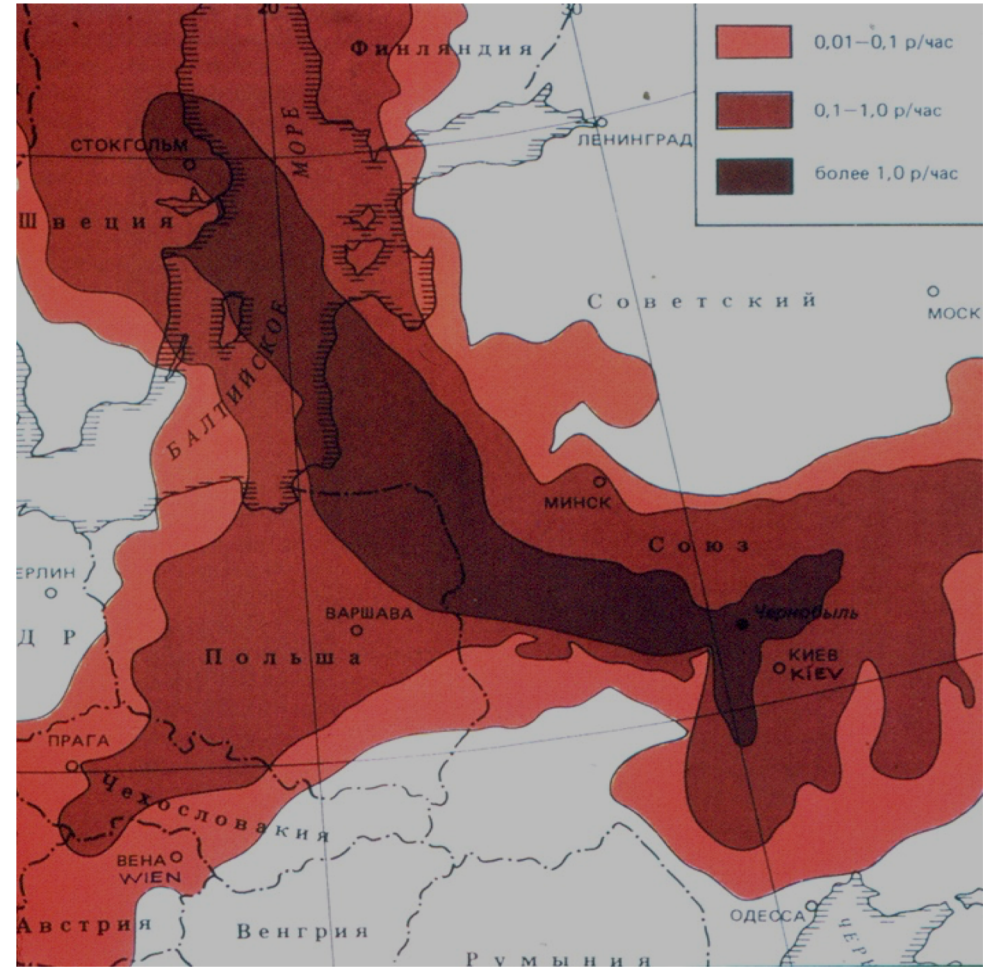 20
30
Финляндия
0,01—0,1 р/час
0,1—1,0 р/час
более 1,0 р/час
СТОКГОЛЬМ
МОРЕ
ЛЕНИНГРАД
Швеция
Советский
МОСК
БАЛТИЙСКОЕ
МИНСК
Союз
ЕРЛИН
ВАРШАВА
Чернобыль
ДР
Польша
КИЕВ
KIEV
ПРАГА
Чехословакия
ВЕНА
WIEN
ОДЕССА
ЧЕР
Австрия
Венгрия
Румыния